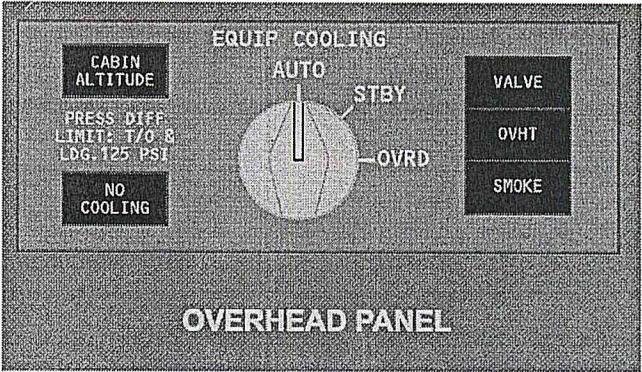 EQUIP COOLING
CABIN
ALTITUDE
PRESS DIFF
LIMIT: T/O &
LDG.125 PSI
NO
COOLING
AUTO
STBY
OVRD
VALVE
OVHT
SMOKE
OVERHEAD PANEL